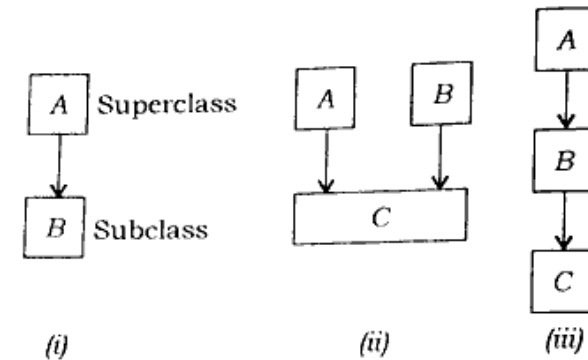 A Superclass
B Subclass
(i)
A B
C
(ii)
A
B
C
(iii)